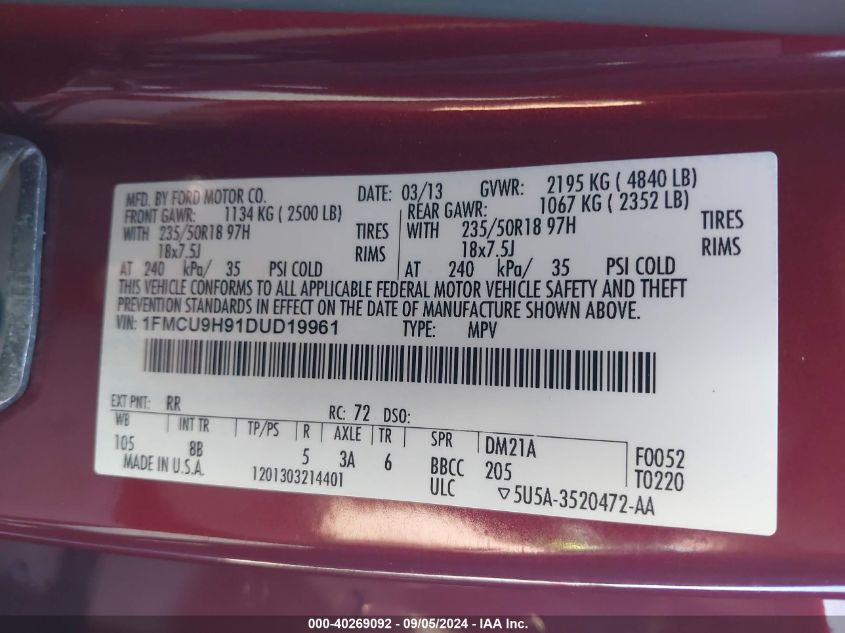 MFD. BY FORD MOTOR CO. DATE: 03/13 GVWR: 2195 KG ( 4840 LB)
FRONT GAWR: 1134 KG ( 2500 LB) REAR GAWR: 1067 KG ( 2352 LB)
WITH 235/50R18 97H TIRES WITH 235/50R18 97H TIRES
18x7.5J RIMS 18x7.5J RIMS
AT 240 kPa/ 35 PSI COLD AT 240 kPa/ 35 PSI COLD
THIS VEHICLE CONFORMS TO ALL APPLICABLE FEDERAL MOTOR VEHICLE SAFETY AND THEFT
PREVENTION STANDARDS IN EFFECT ON THE DATE OF MANUFACTURE SHOWN ABOVE.
VIN: 1FMCU9H91DUD19961 TYPE: MPV
EXT PNT: RR RC: 72 DSO:
WB INT TR TP/PS R AXLE TR SPR DM21A F0052
105 8B 5 3A 6 BBCC 205 T0220
MADE IN U.S.A. 1201303214401 ULC ▽5U5A-3520472-AA
000-40269092 - 09/05/2024 - IAA Inc.